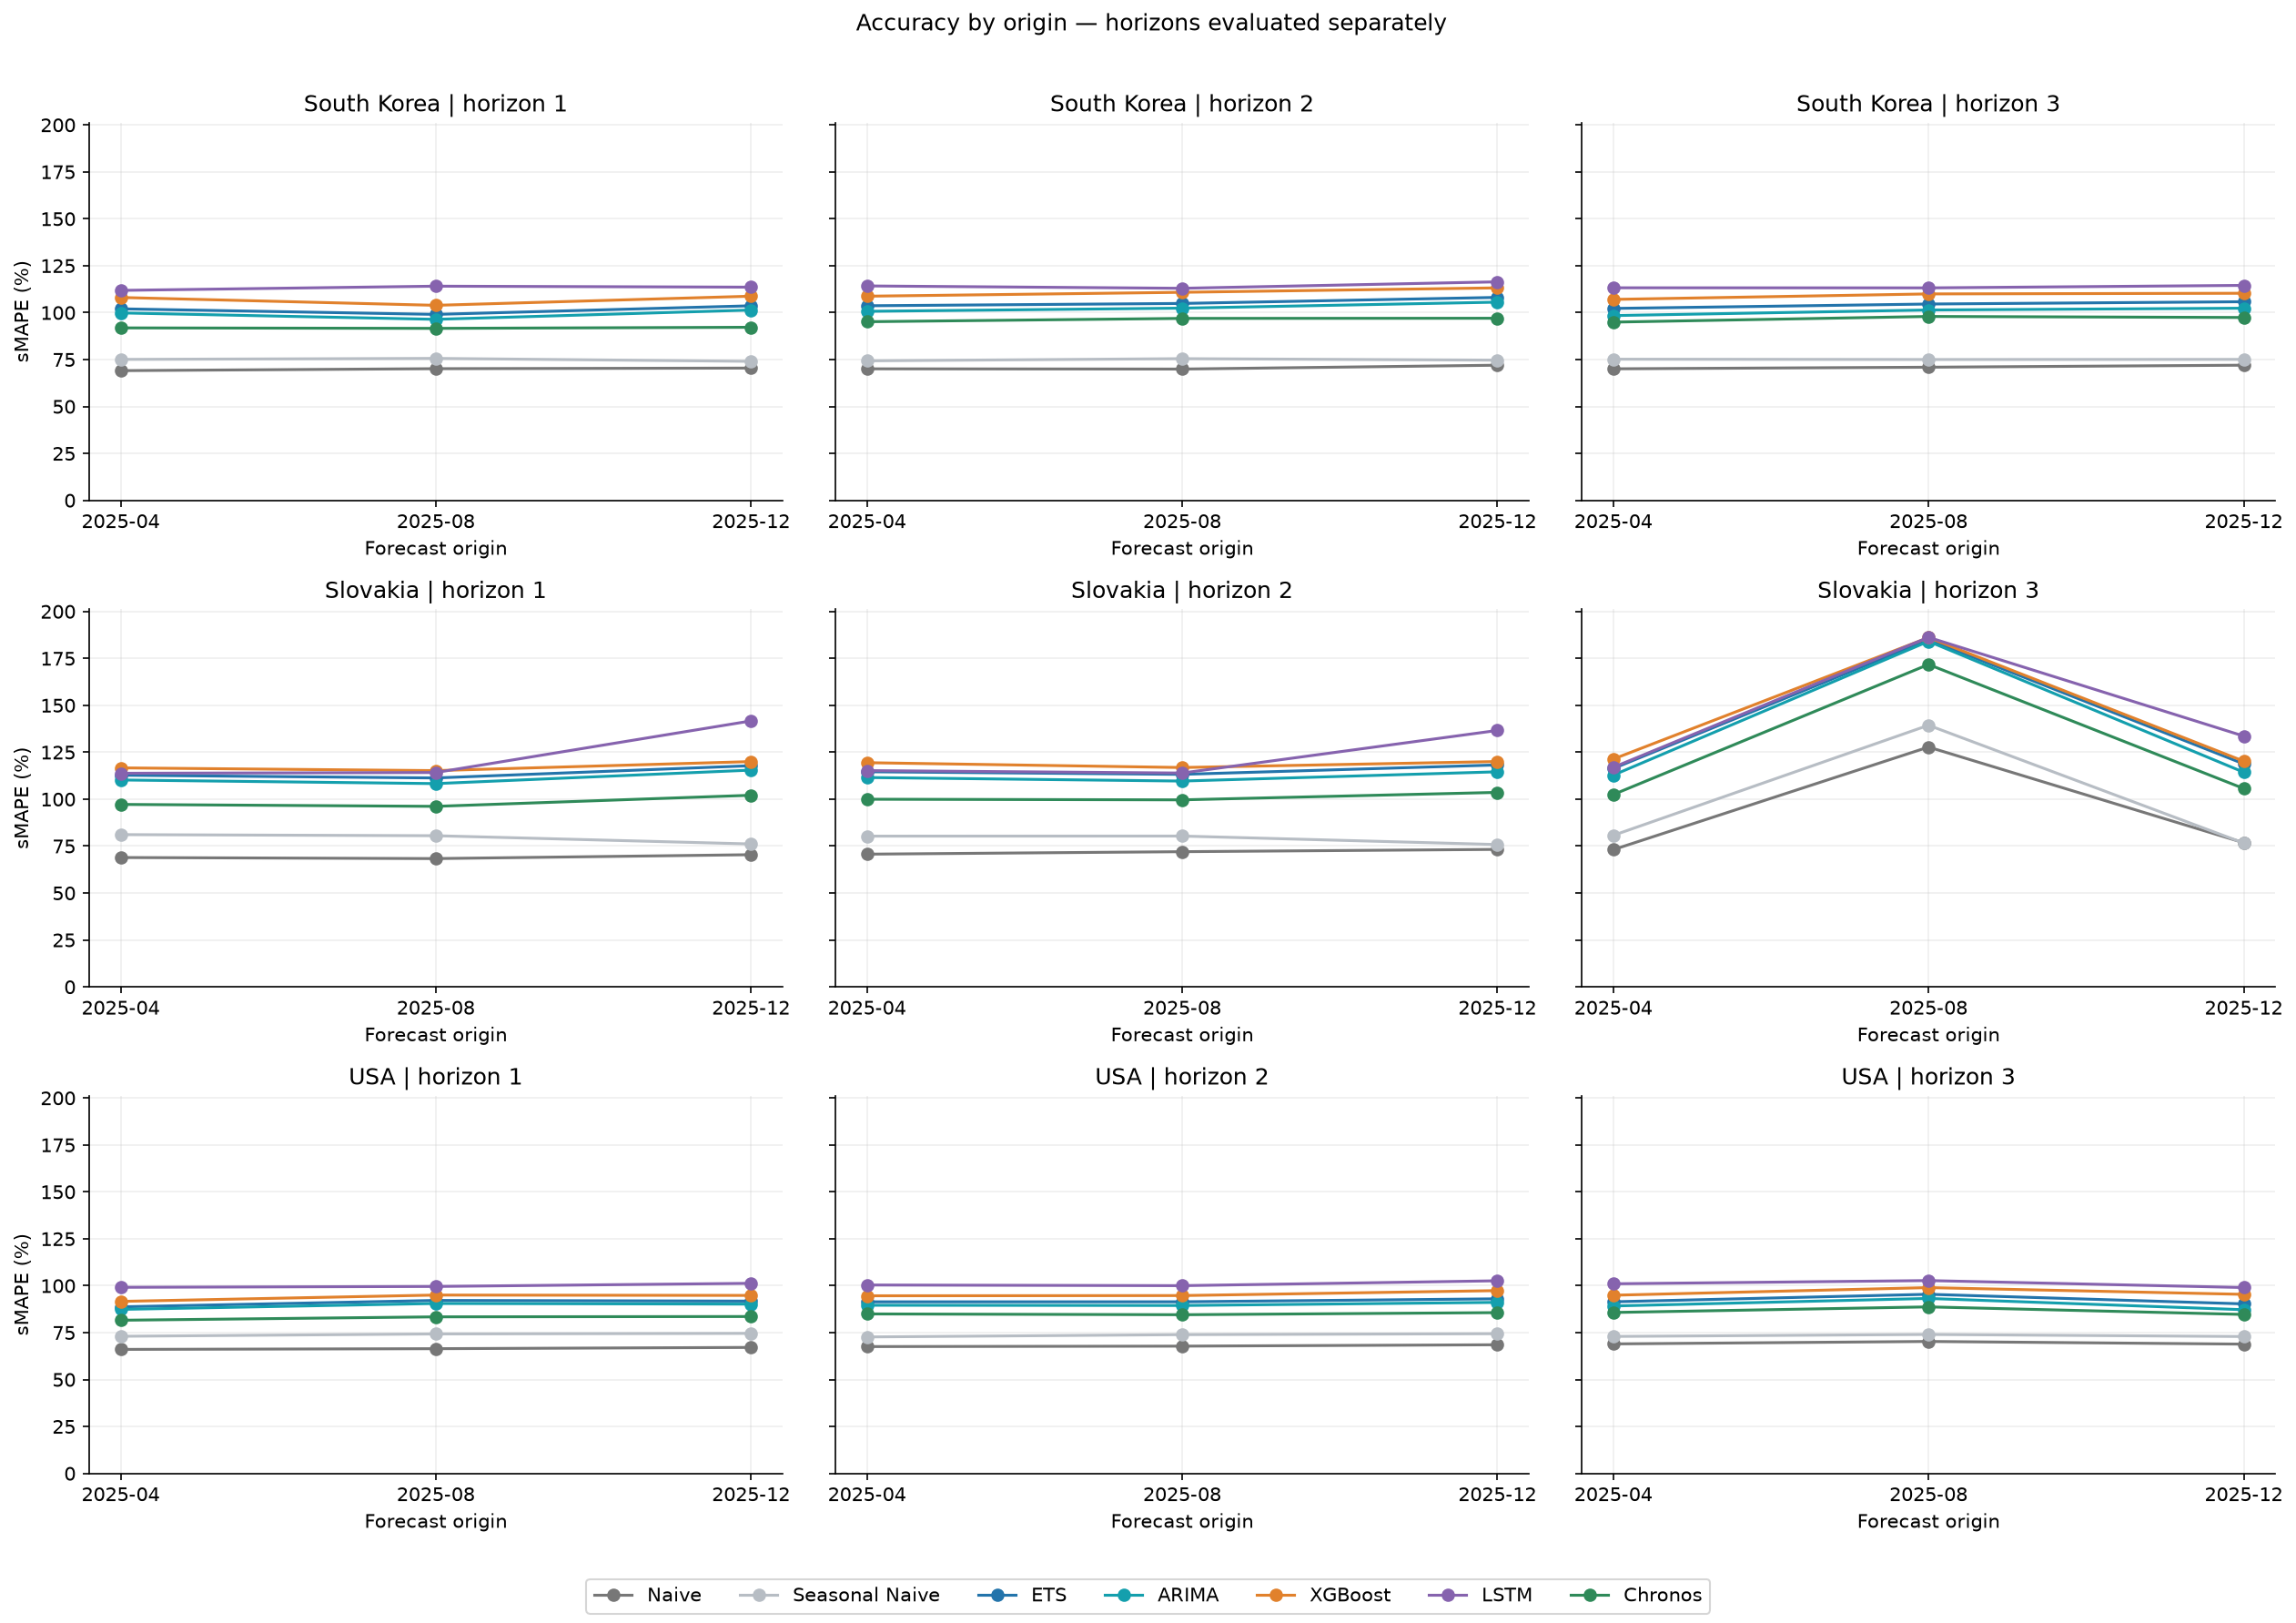 Accuracy by origin — horizons evaluated separately
South Korea | horizon 1
South Korea | horizon 2
South Korea | horizon 3
sMAPE (%)
200
175
150
125
100
75
50
25
0
2025-04 2025-08 2025-12
2025-04 2025-08 2025-12
2025-04 2025-08 2025-12
Forecast origin
Forecast origin
Forecast origin
Slovakia | horizon 1
Slovakia | horizon 2
Slovakia | horizon 3
sMAPE (%)
200
175
150
125
100
75
50
25
0
2025-04 2025-08 2025-12
2025-04 2025-08 2025-12
2025-04 2025-08 2025-12
Forecast origin
Forecast origin
Forecast origin
USA | horizon 1
USA | horizon 2
USA | horizon 3
sMAPE (%)
200
175
150
125
100
75
50
25
0
2025-04 2025-08 2025-12
2025-04 2025-08 2025-12
2025-04 2025-08 2025-12
Forecast origin
Forecast origin
Forecast origin
Naive Seasonal Naive ETS ARIMA XGBoost LSTM Chronos